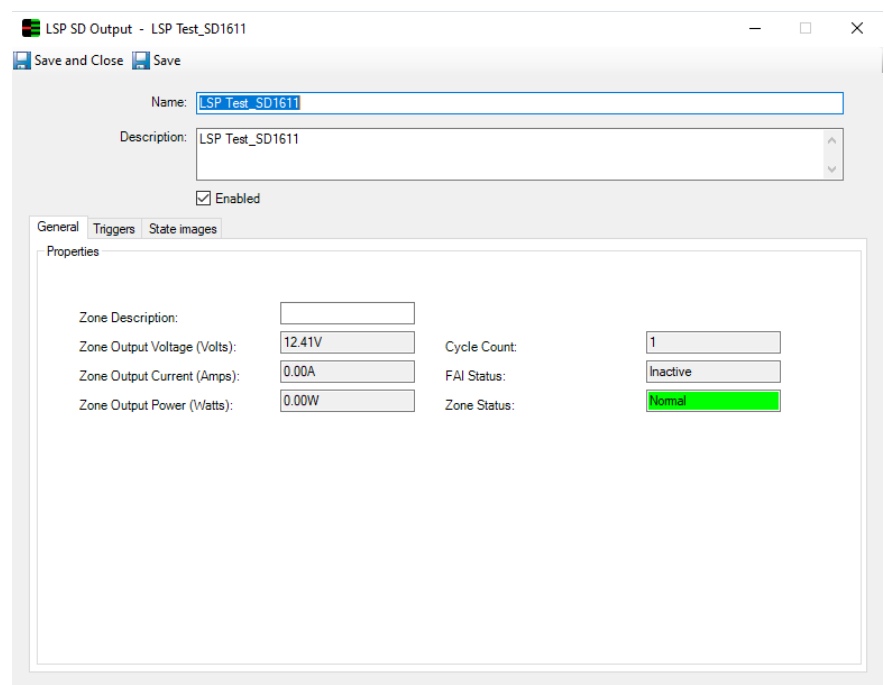 LSP SD Output - LSP Test_SD1611
Save and Close Save
Name: LSP Test_SD1611
Description: LSP Test_SD1611
Enabled
General Triggers State images
Properties
Zone Description:
Zone Output Voltage (Volts): 12.41V Cycle Count: 1
Zone Output Current (Amps): 0.00A FAI Status: Inactive
Zone Output Power (Watts): 0.00W Zone Status: Normal